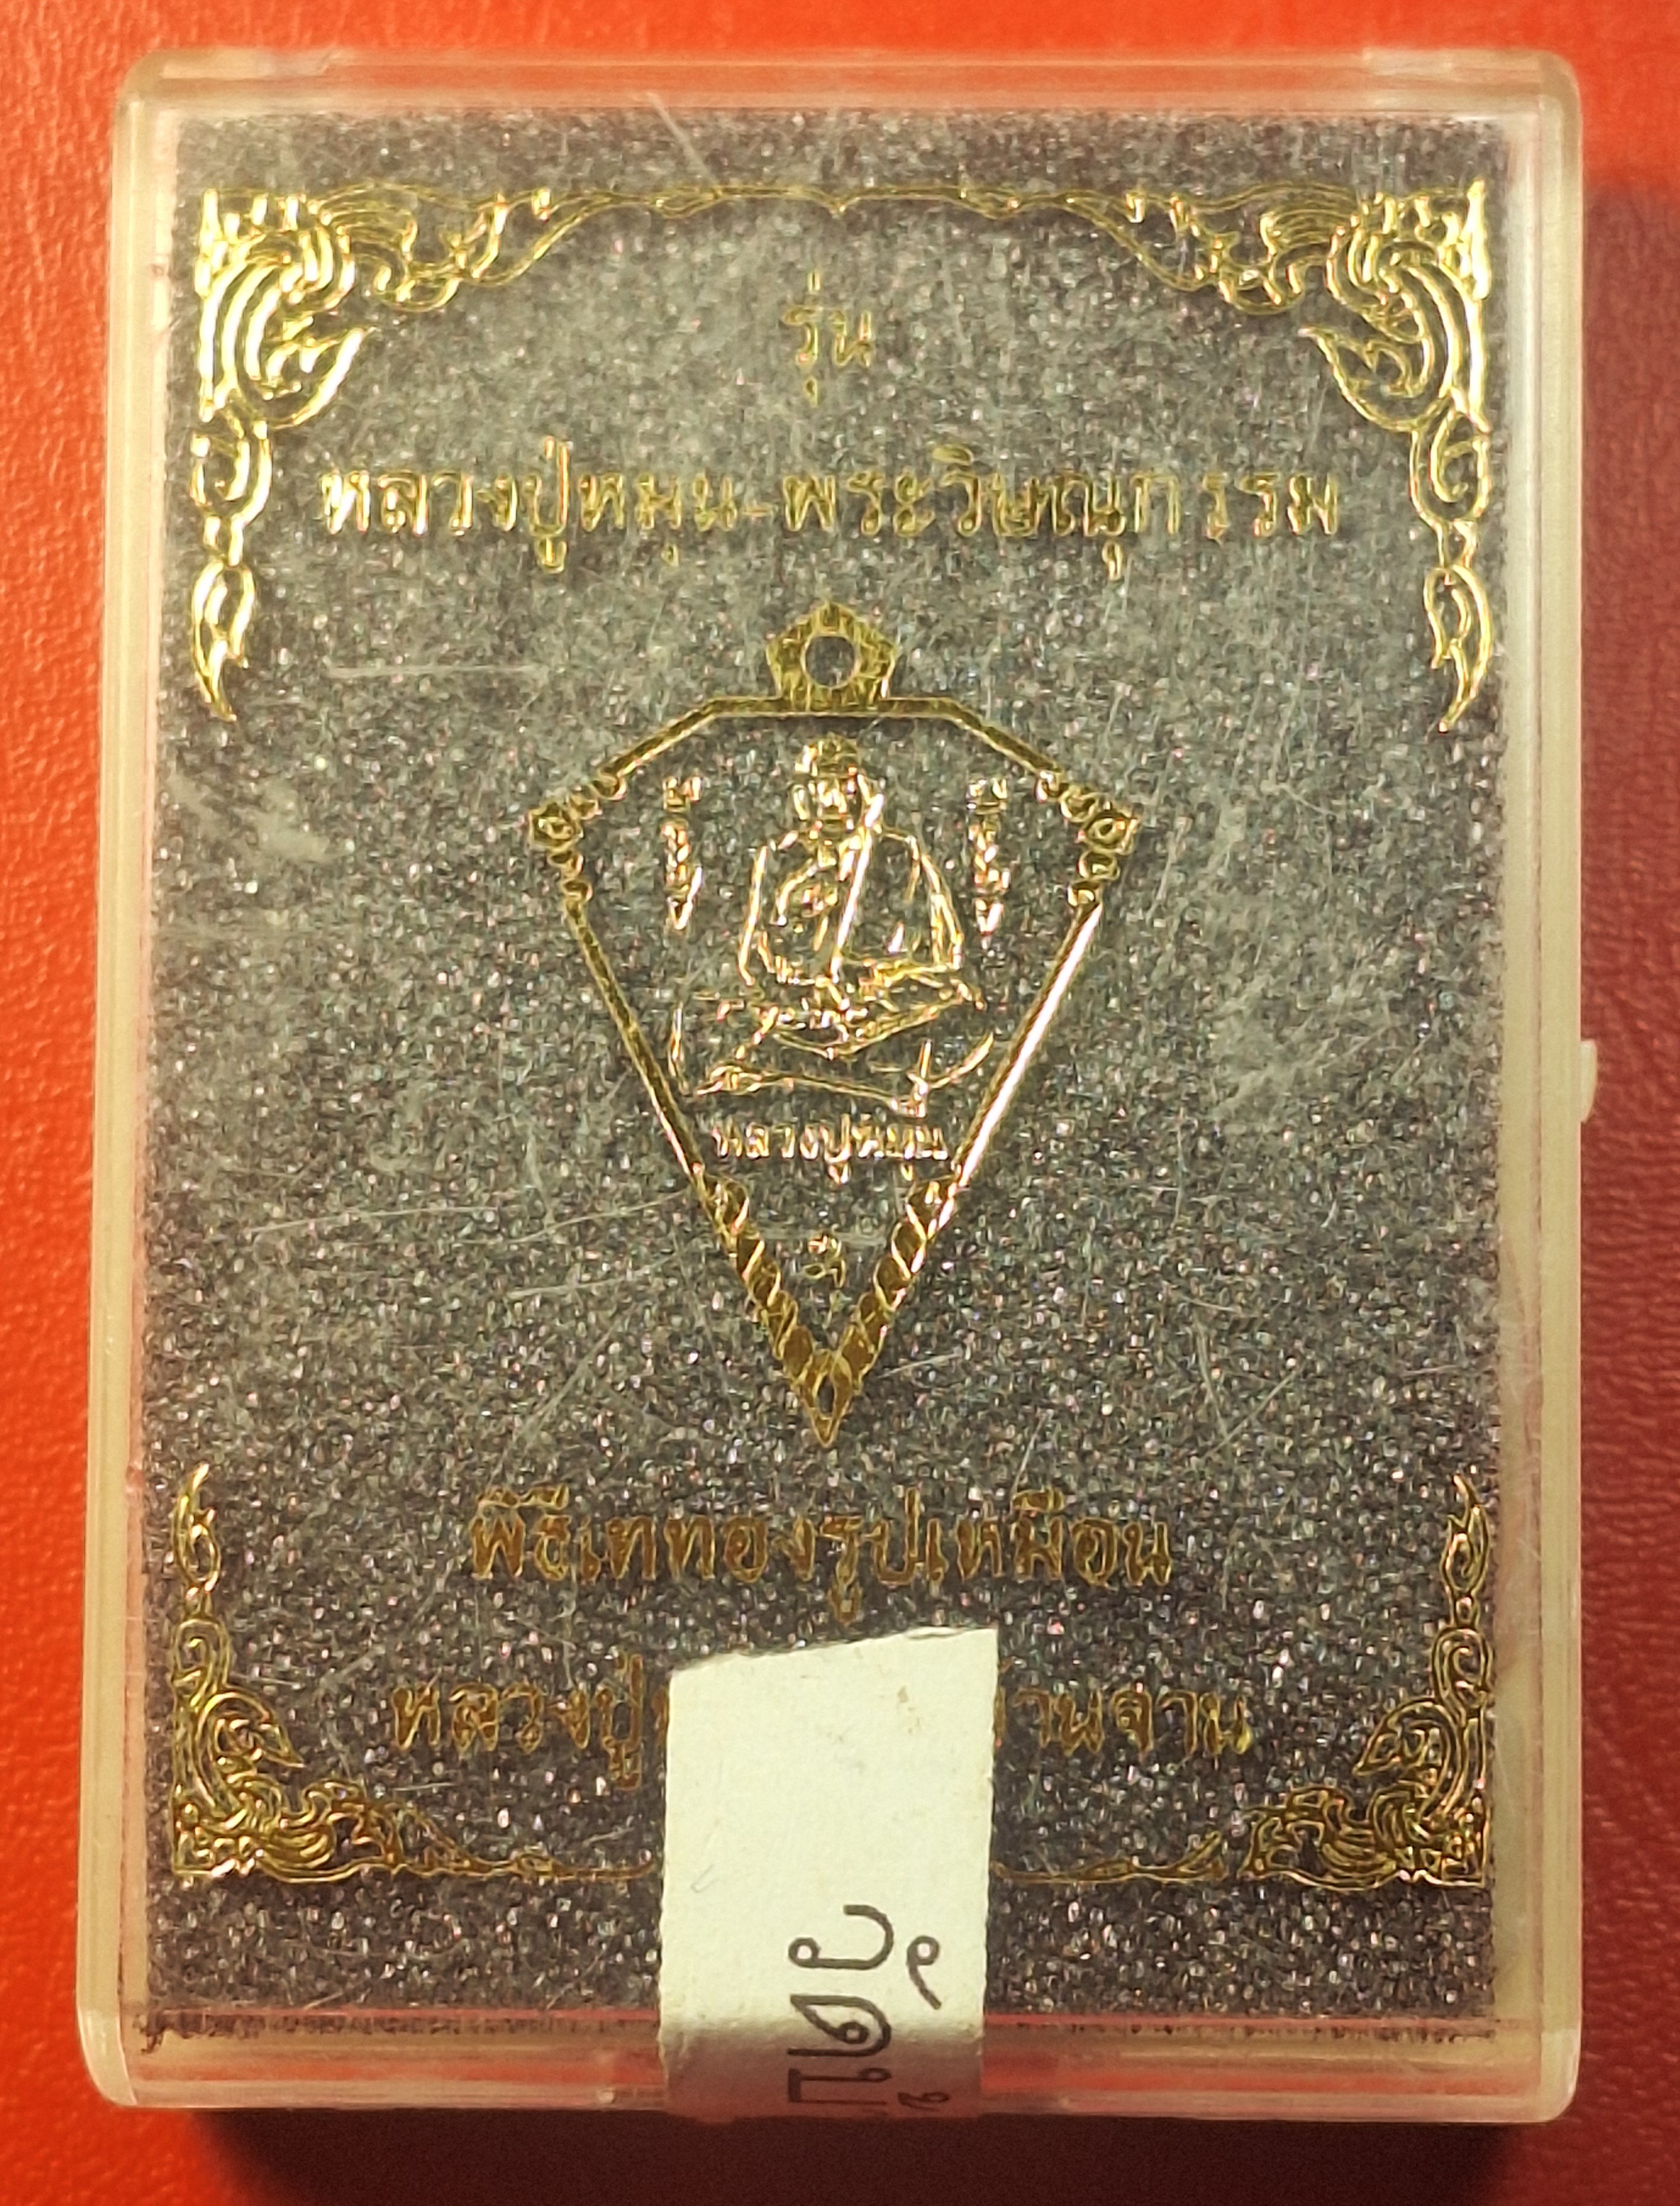 รุ่น
หลวงปู่หมุน-พระวิษณุกรรม
หลวงปู่หมุน
พิธีเททองรูปเหมือน
หลวงปู่ านจาน